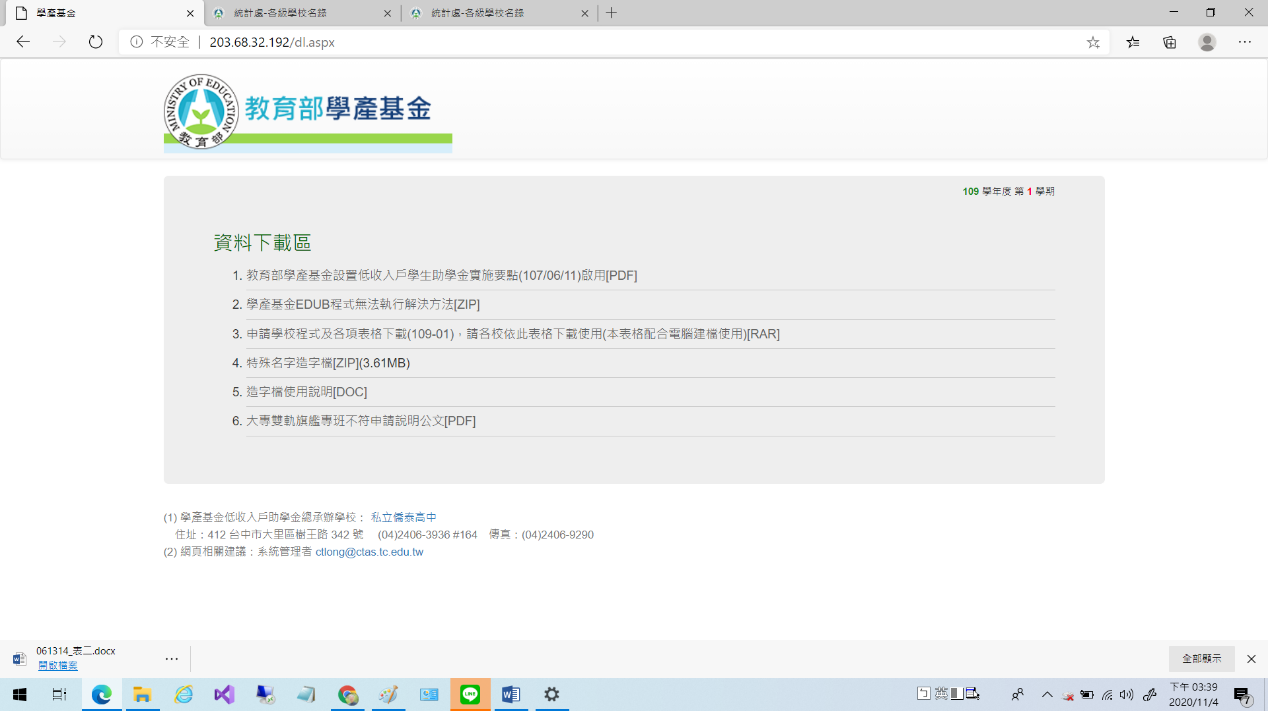 學產基金
統計處-各級學校名錄
統計處-各級學校名錄
不安全 | 203.68.32.192/dl.aspx
MINISTRY OF EDUCATION
教育部
教育部學產基金
109 學年度 第 1 學期
資料下載區
1. 教育部學產基金設置低收入戶學生助學金實施要點(107/06/11)啟用[PDF]
2. 學產基金EDUB程式無法執行解決方法[ZIP]
3. 申請學校程式及各項表格下載(109-01)，請各校依此表格下載使用(本表格配合電腦建檔使用)[RAR]
4. 特殊名字造字檔[ZIP](3.61MB)
5. 造字檔使用說明[DOC]
6. 大專雙軌旗艦專班不符申請說明公文[PDF]
(1) 學產基金低收入戶助學金總承辦學校： 私立僑泰高中
住址：412 台中市大里區樹王路 342 號 (04)2406-3936 #164 傳真：(04)2406-9290
(2) 網頁相關建議：系統管理者 ctlong@ctas.tc.edu.tw
061314_表二.docx
開啟檔案
全部顯示
LINE
下午 03:39
2020/11/4
7